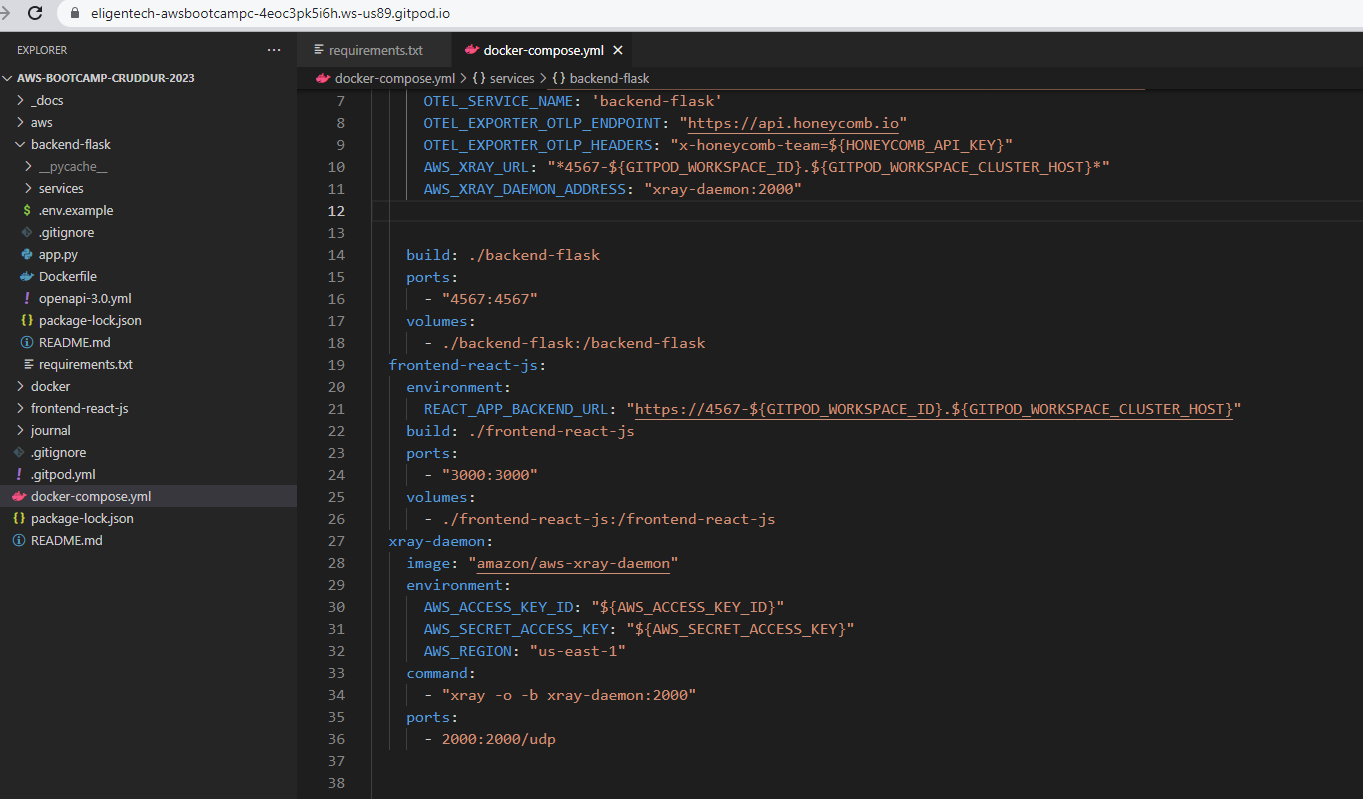 eligentech-awsbootcampc-4eoc3pk5i6h.ws-us89.gitpod.io
EXPLORER
···
requirements.txt
docker-compose.yml
AWS-BOOTCAMP-CRUDDUR-2023
docker-compose.yml > {} services > {} backend-flask
_docs
aws
backend-flask
__pycache__
services
$ .env.example
.gitignore
app.py
Dockerfile
! openapi-3.0.yml
{} package-lock.json
README.md
requirements.txt
docker
frontend-react-js
journal
.gitignore
! .gitpod.yml
docker-compose.yml
{} package-lock.json
README.md
7 OTEL_SERVICE_NAME: 'backend-flask'
8 OTEL_EXPORTER_OTLP_ENDPOINT: "https://api.honeycomb.io"
9 OTEL_EXPORTER_OTLP_HEADERS: "x-honeycomb-team=${HONEYCOMB_API_KEY}"
10 AWS_XRAY_URL: "*4567-${GITPOD_WORKSPACE_ID}.${GITPOD_WORKSPACE_CLUSTER_HOST}*"
11 AWS_XRAY_DAEMON_ADDRESS: "xray-daemon:2000"
12
13
14 build: ./backend-flask
15 ports:
16 - "4567:4567"
17 volumes:
18 - ./backend-flask:/backend-flask
19 frontend-react-js:
20 environment:
21 REACT_APP_BACKEND_URL: "https://4567-${GITPOD_WORKSPACE_ID}.${GITPOD_WORKSPACE_CLUSTER_HOST}"
22 build: ./frontend-react-js
23 ports:
24 - "3000:3000"
25 volumes:
26 - ./frontend-react-js:/frontend-react-js
27 xray-daemon:
28 image: "amazon/aws-xray-daemon"
29 environment:
30 AWS_ACCESS_KEY_ID: "${AWS_ACCESS_KEY_ID}"
31 AWS_SECRET_ACCESS_KEY: "${AWS_SECRET_ACCESS_KEY}"
32 AWS_REGION: "us-east-1"
33 command:
34 - "xray -o -b xray-daemon:2000"
35 ports:
36 - 2000:2000/udp
37
38